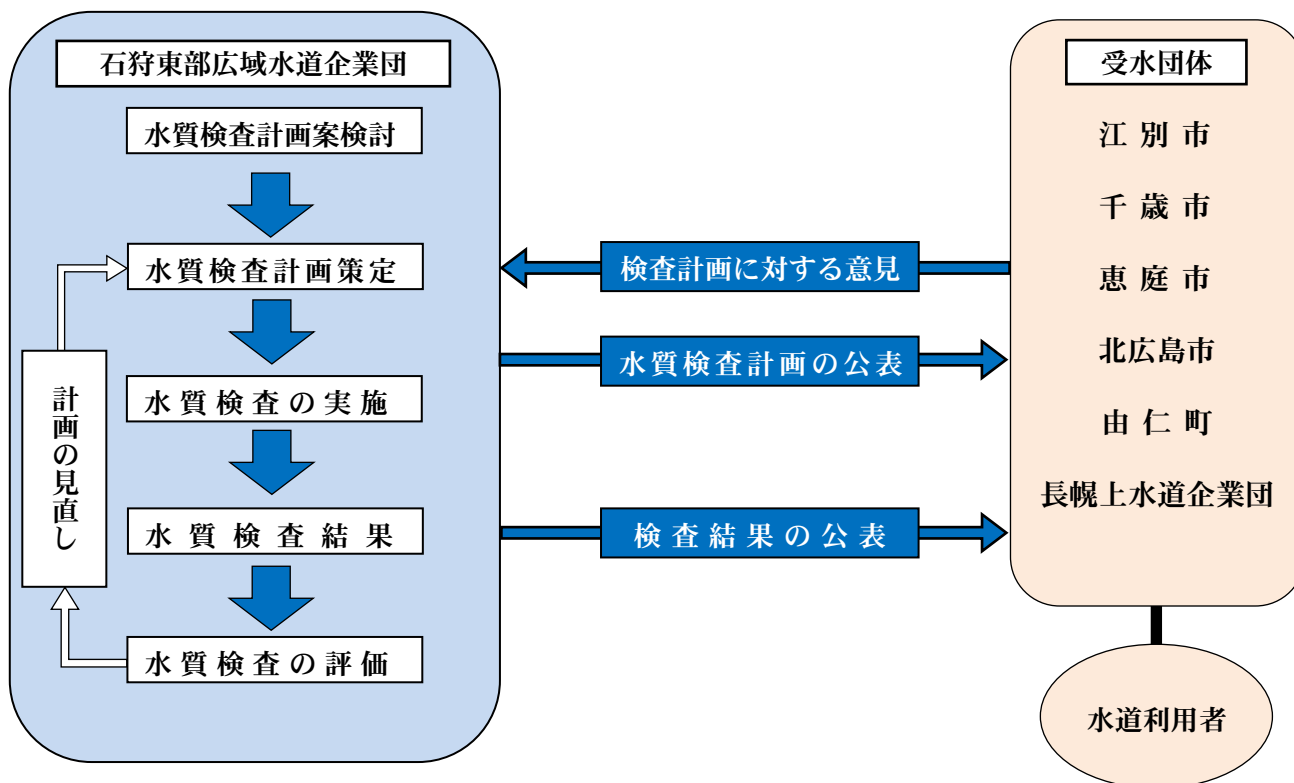 石狩東部広域水道企業団
水質検査計画案検討
水質検査計画策定
水質検査の実施
水質検査結果
水質検査の評価
計画の見直し
検査計画に対する意見
水質検査計画の公表
検査結果の公表
受水団体
江別市
千歳市
恵庭市
北広島市
由仁町
長幌上水道企業団
水道利用者